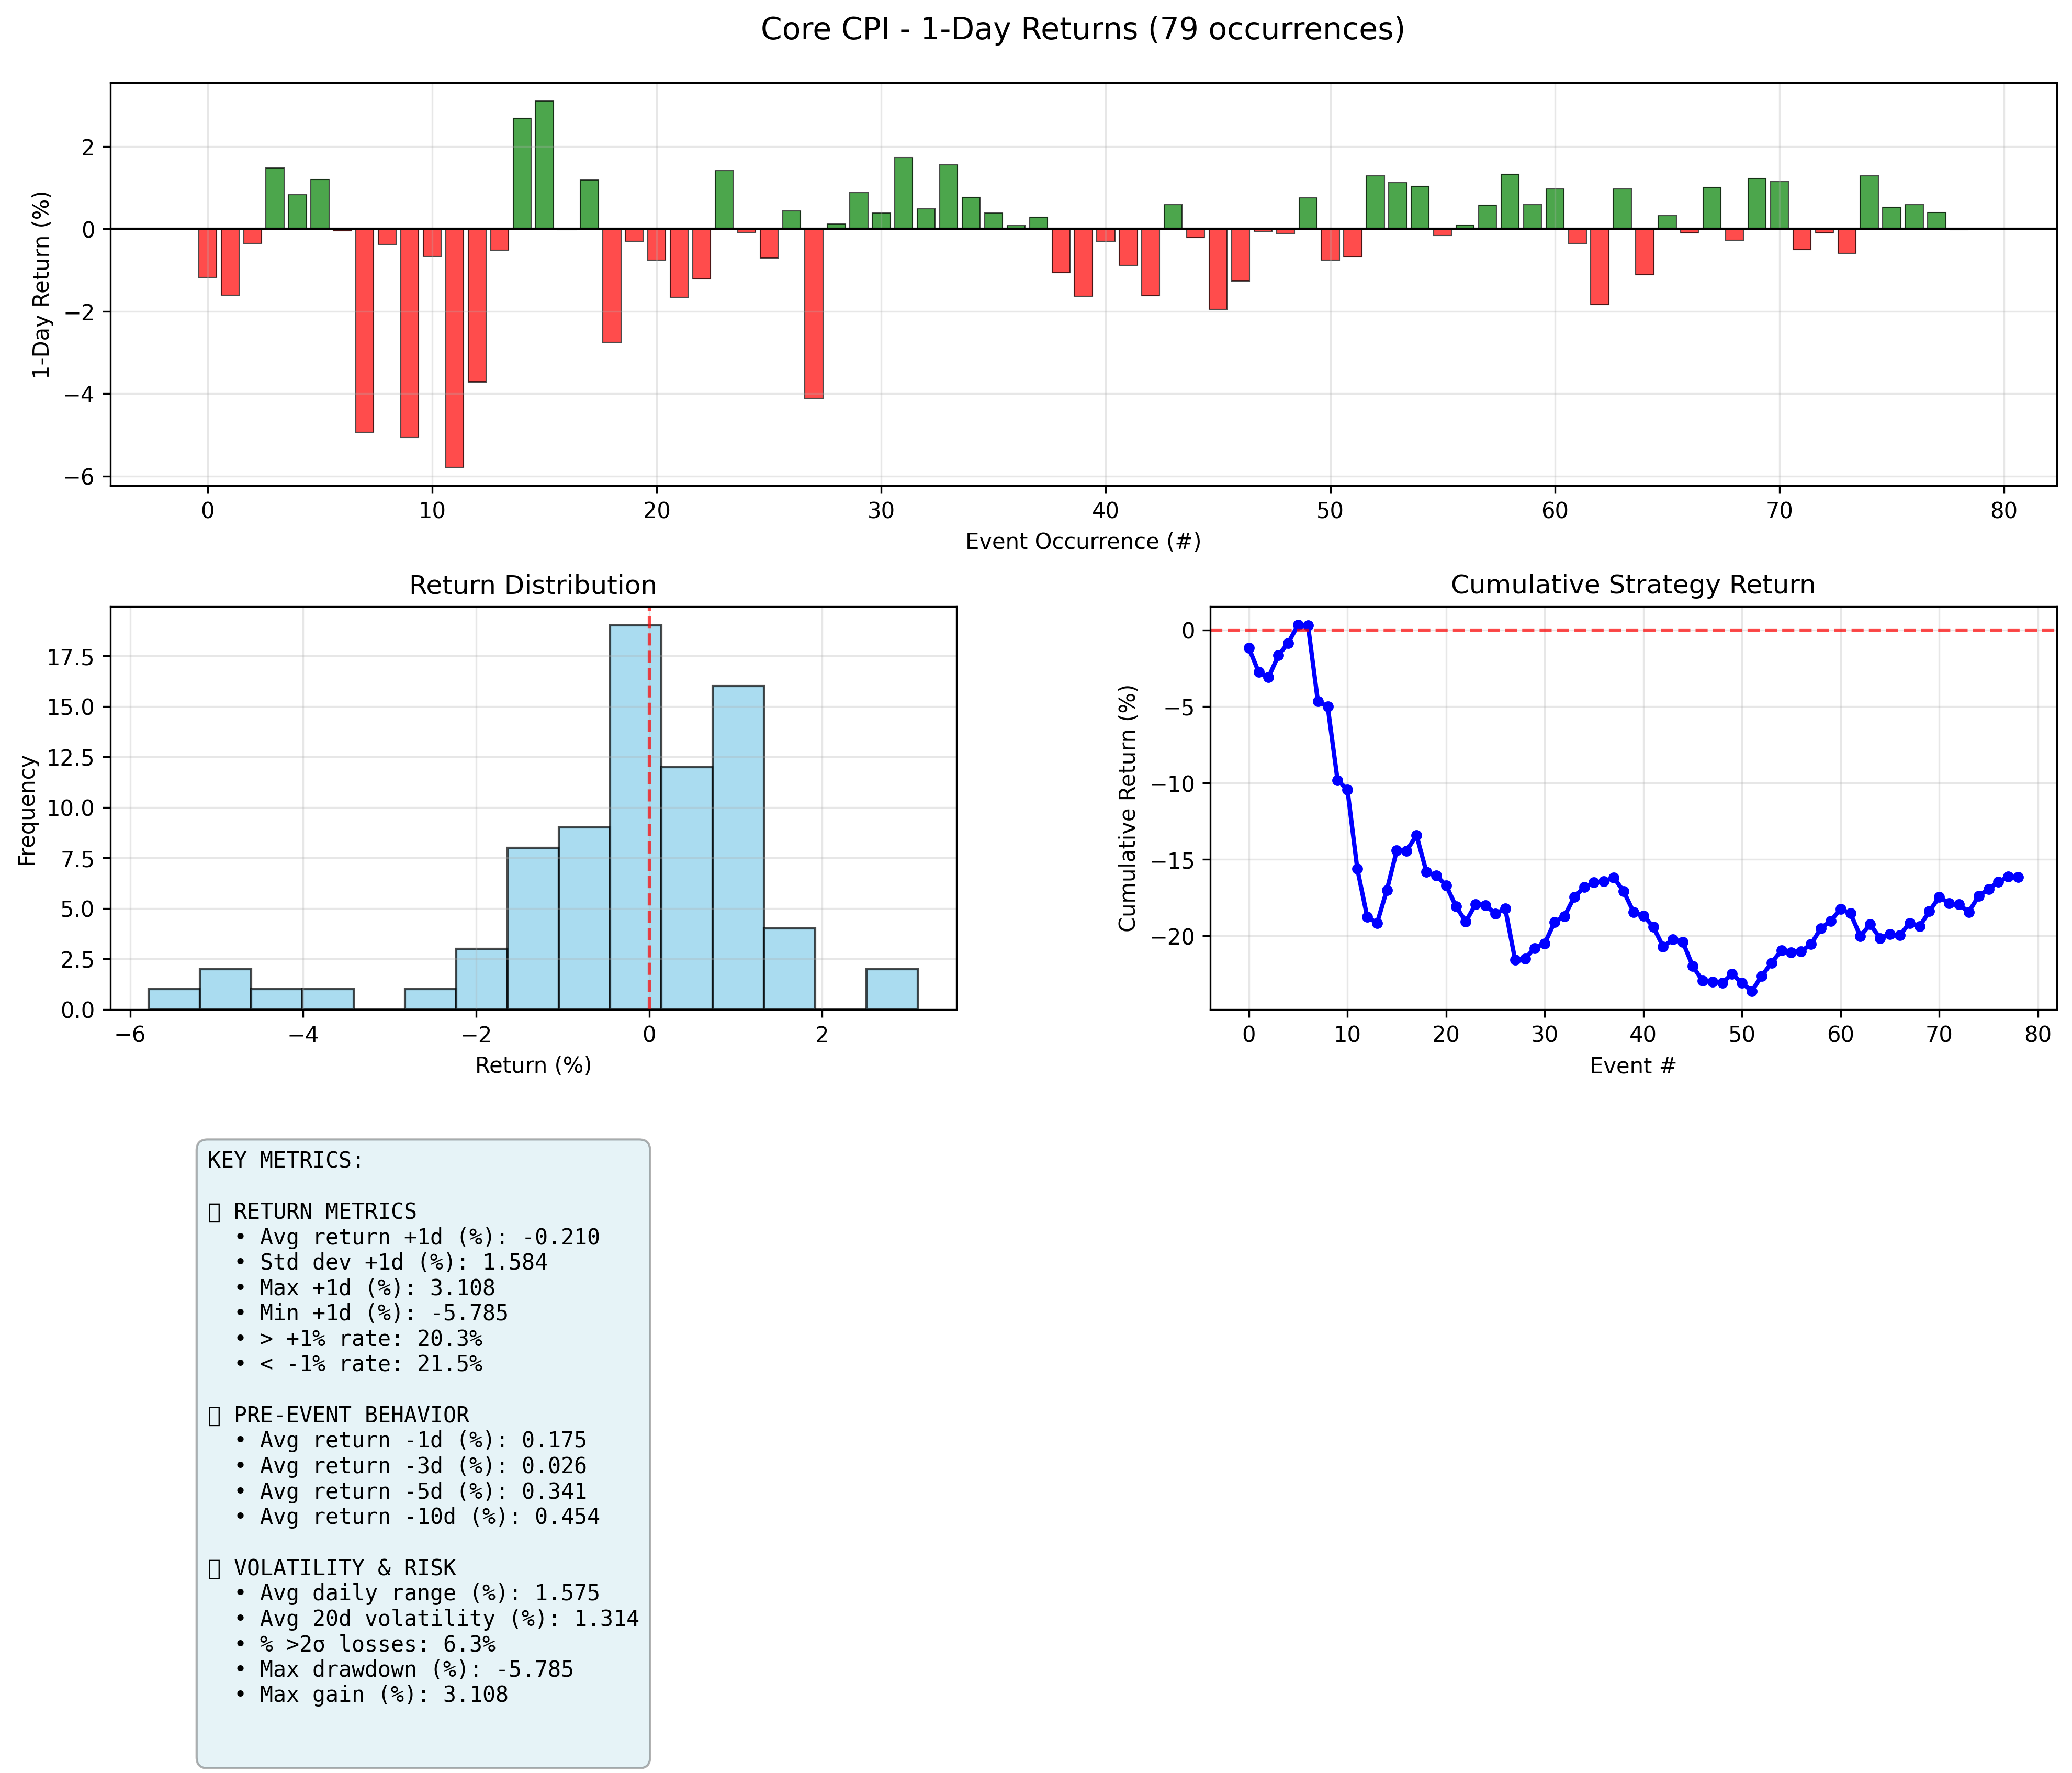 Core CPI - 1-Day Returns (79 occurrences)
1-Day Return (%)
2
0
−2
−4
−6
0 10 20 30 40 50 60 70 80
Event Occurrence (#)
Return Distribution
Frequency
17.5
15.0
12.5
10.0
7.5
5.0
2.5
0.0
−6 −4 −2 0 2
Return (%)
Cumulative Strategy Return
Cumulative Return (%)
0
−5
−10
−15
−20
0 10 20 30 40 50 60 70 80
Event #
KEY METRICS:
RETURN METRICS
• Avg return +1d (%): -0.210
• Std dev +1d (%): 1.584
• Max +1d (%): 3.108
• Min +1d (%): -5.785
• > +1% rate: 20.3%
• < -1% rate: 21.5%
PRE-EVENT BEHAVIOR
• Avg return -1d (%): 0.175
• Avg return -3d (%): 0.026
• Avg return -5d (%): 0.341
• Avg return -10d (%): 0.454
VOLATILITY & RISK
• Avg daily range (%): 1.575
• Avg 20d volatility (%): 1.314
• % >2σ losses: 6.3%
• Max drawdown (%): -5.785
• Max gain (%): 3.108